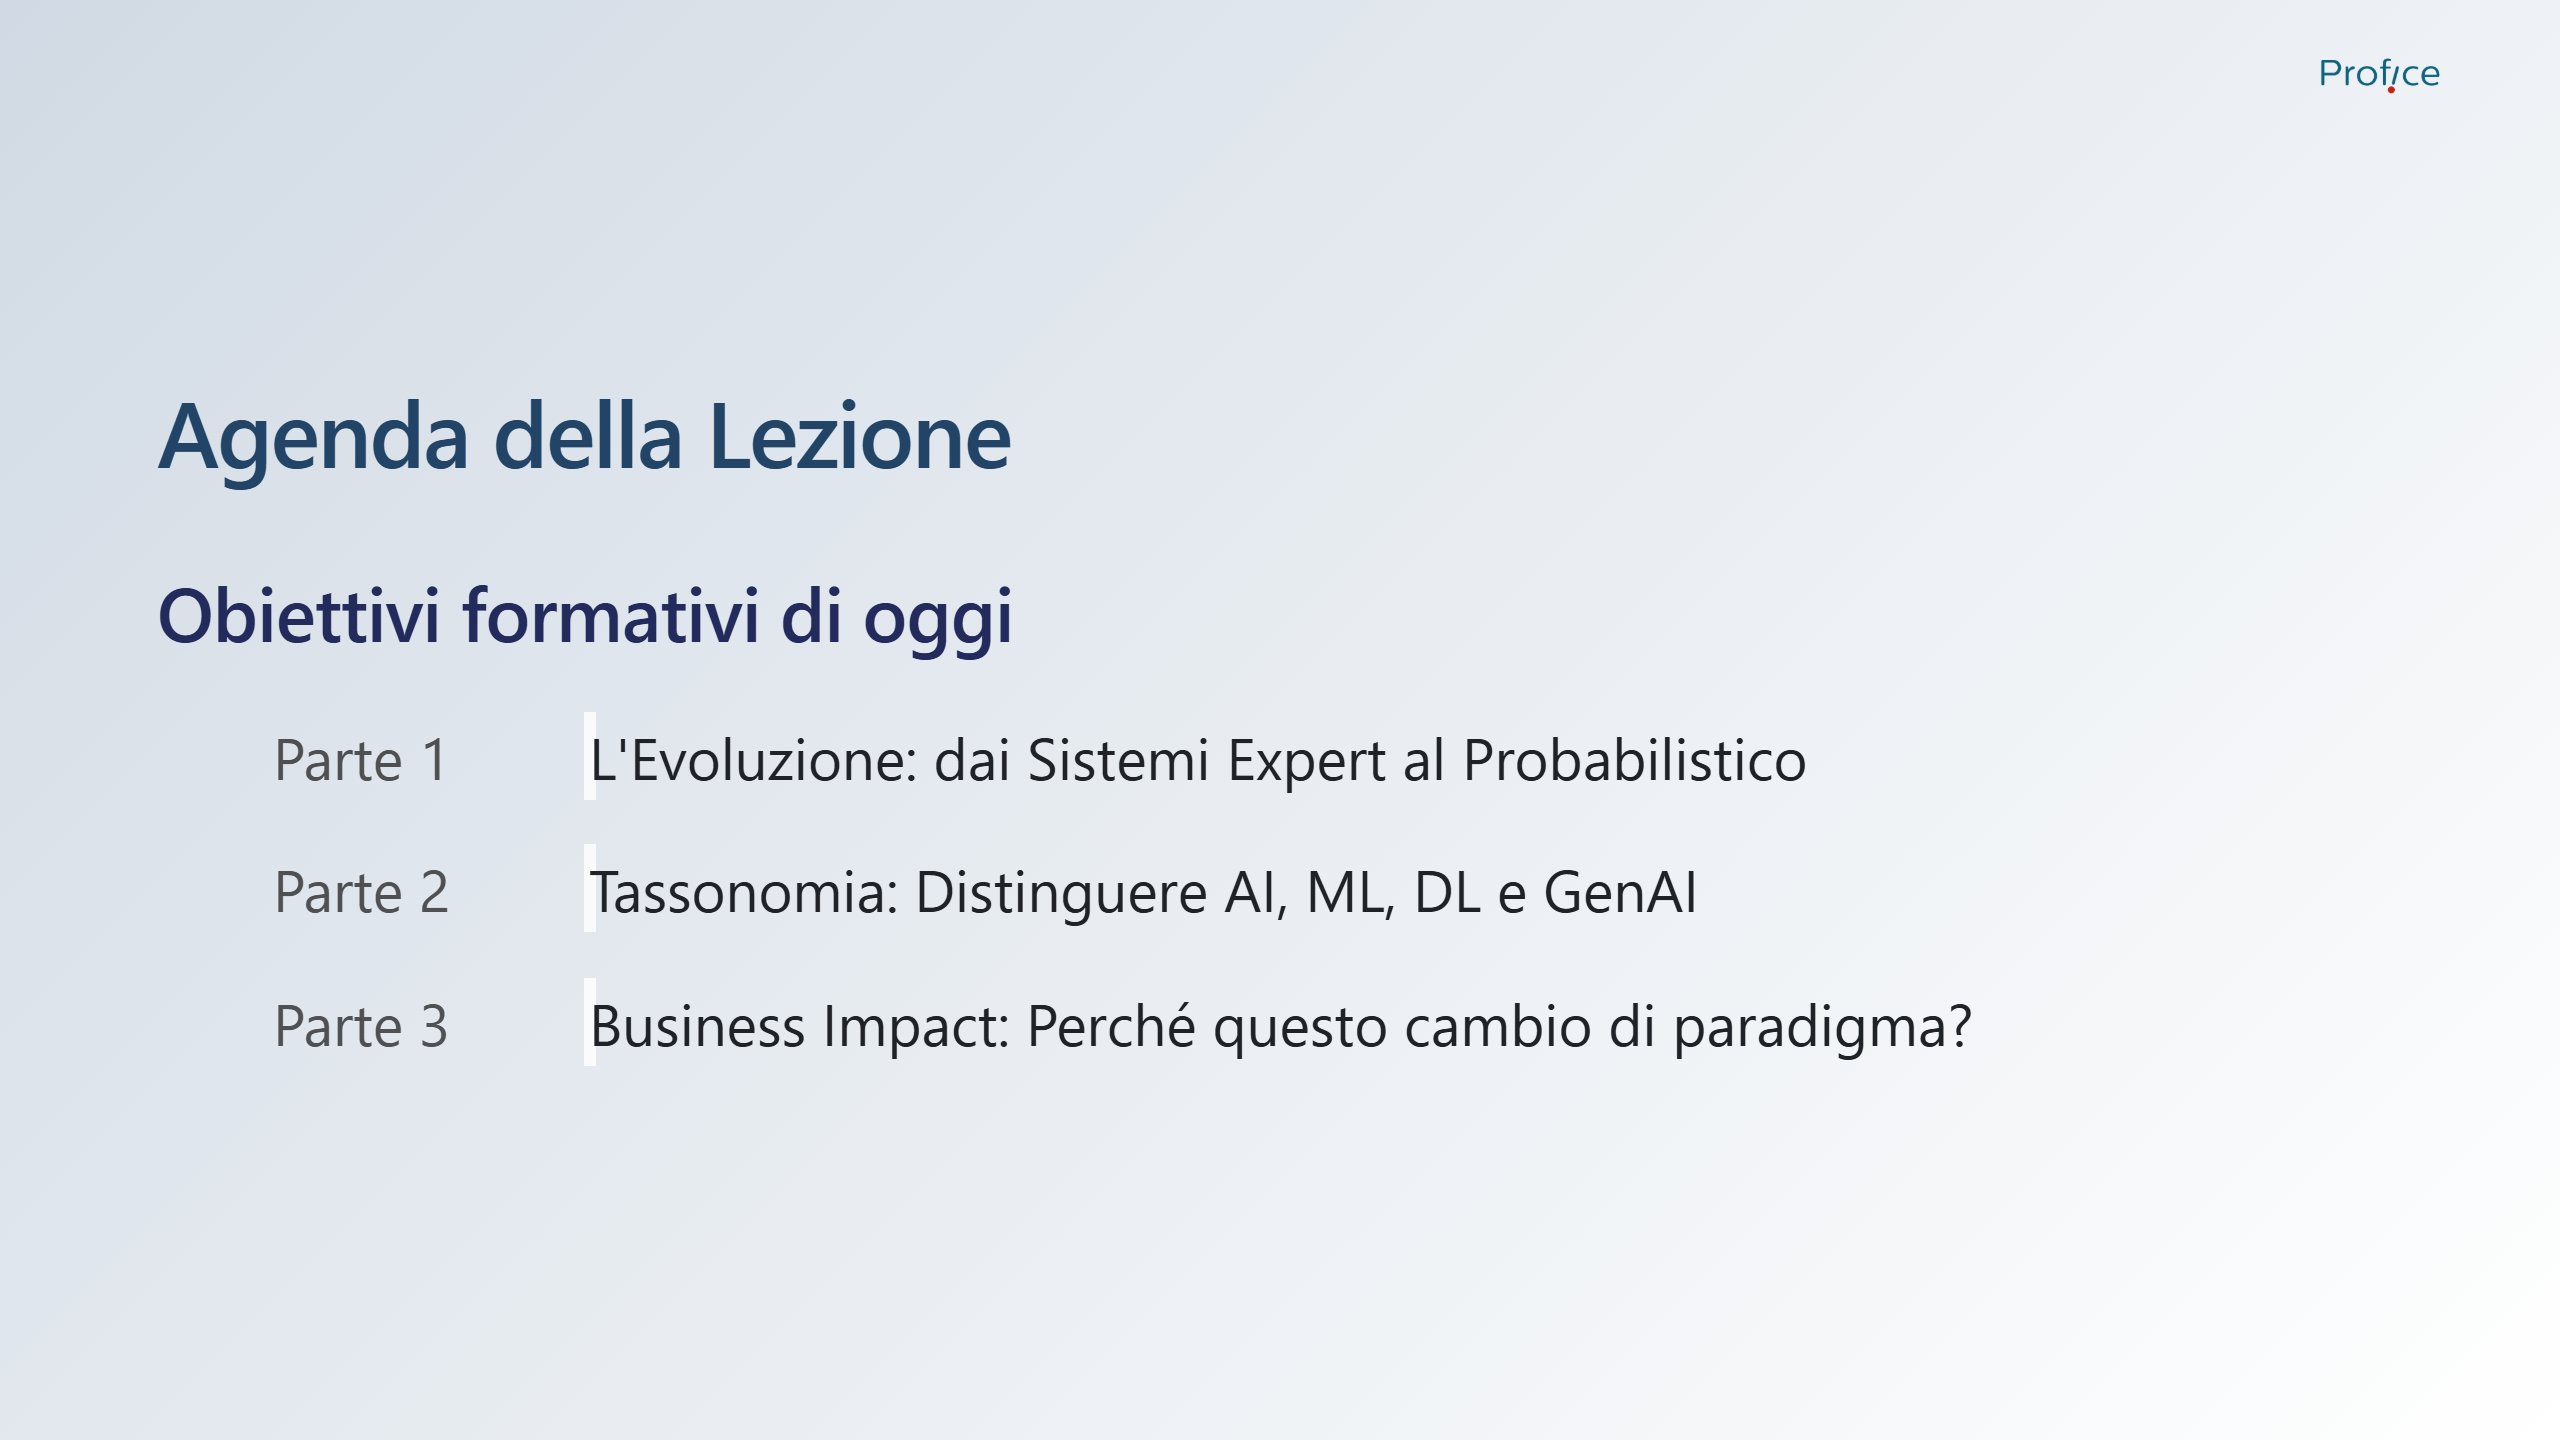 Profice
Agenda della Lezione
Obiettivi formativi di oggi
Parte 1 L'Evoluzione: dai Sistemi Expert al Probabilistico
Parte 2 Tassonomia: Distinguere AI, ML, DL e GenAI
Parte 3 Business Impact: Perché questo cambio di paradigma?